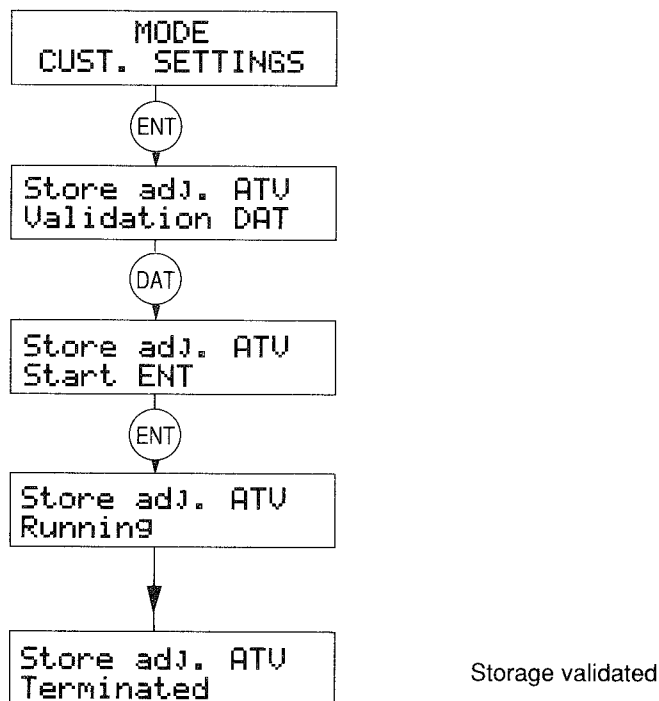 MODE
CUST. SETTINGS
ENT
Store adj. ATV
Validation DAT
DAT
Store adj. ATV
Start ENT
ENT
Store adj. ATV
Running
Store adj. ATV
Terminated
Storage validated